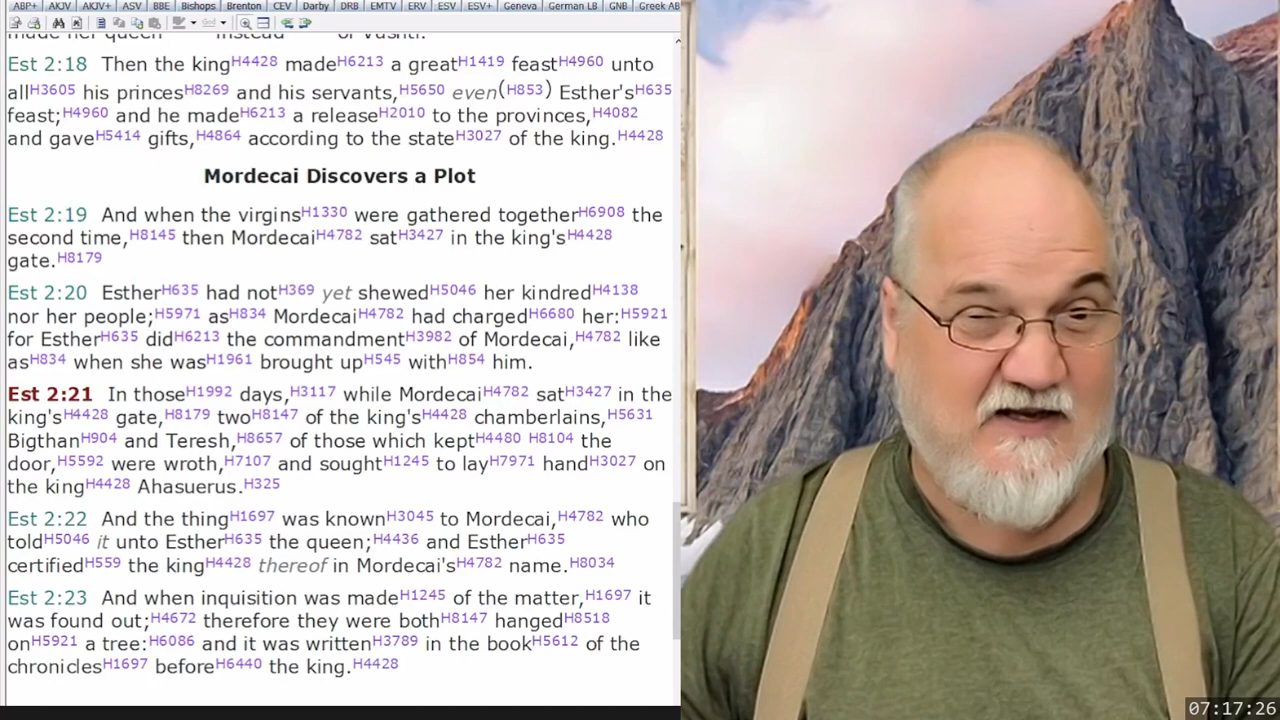 ABP+ AKJV AKJV+ ASV BBE Bishops Brenton CEV Darby DRB EMTV ERV ESV ESV+ Geneva German LB GNB Greek AB
made her queen instead of Vashti.
Est 2:18 Then the kingH4428 madeH6213 a greatH1419 feastH4960 unto
allH3605 his princesH8269 and his servants,H5650 even(H853) Esther'sH635
feast;H4960 and he madeH6213 a releaseH2010 to the provinces,H4082
and gaveH5414 gifts,H4864 according to the stateH3027 of the king.H4428
Mordecai Discovers a Plot
Est 2:19 And when the virginsH1330 were gathered togetherH6908 the
second time,H8145 then MordecaiH4782 satH3427 in the king'sH4428
gate.H8179
Est 2:20 EstherH635 had notH369 yet shewedH5046 her kindredH4138
nor her people;H5971 asH834 MordecaiH4782 had chargedH6680 her:H5921
for EstherH635 didH6213 the commandmentH3982 of Mordecai,H4782 like
asH834 when she wasH1961 brought upH545 withH854 him.
Est 2:21 In thoseH1992 days,H3117 while MordecaiH4782 satH3427 in the
king'sH4428 gate,H8179 twoH8147 of the king'sH4428 chamberlains,H5631
BigthanH904 and Teresh,H8657 of those which keptH4480 H8104 the
door,H5592 were wroth,H7107 and soughtH1245 to layH7971 handH3027 on
the kingH4428 Ahasuerus.H325
Est 2:22 And the thingH1697 was knownH3045 to Mordecai,H4782 who
toldH5046 it unto EstherH635 the queen;H4436 and EstherH635
certifiedH559 the kingH4428 thereof in Mordecai'sH4782 name.H8034
Est 2:23 And when inquisition was madeH1245 of the matter,H1697 it
was found out;H4672 therefore they were bothH8147 hangedH8518
onH5921 a tree:H6086 and it was writtenH3789 in the bookH5612 of the
chroniclesH1697 beforeH6440 the king.H4428
07:17:26